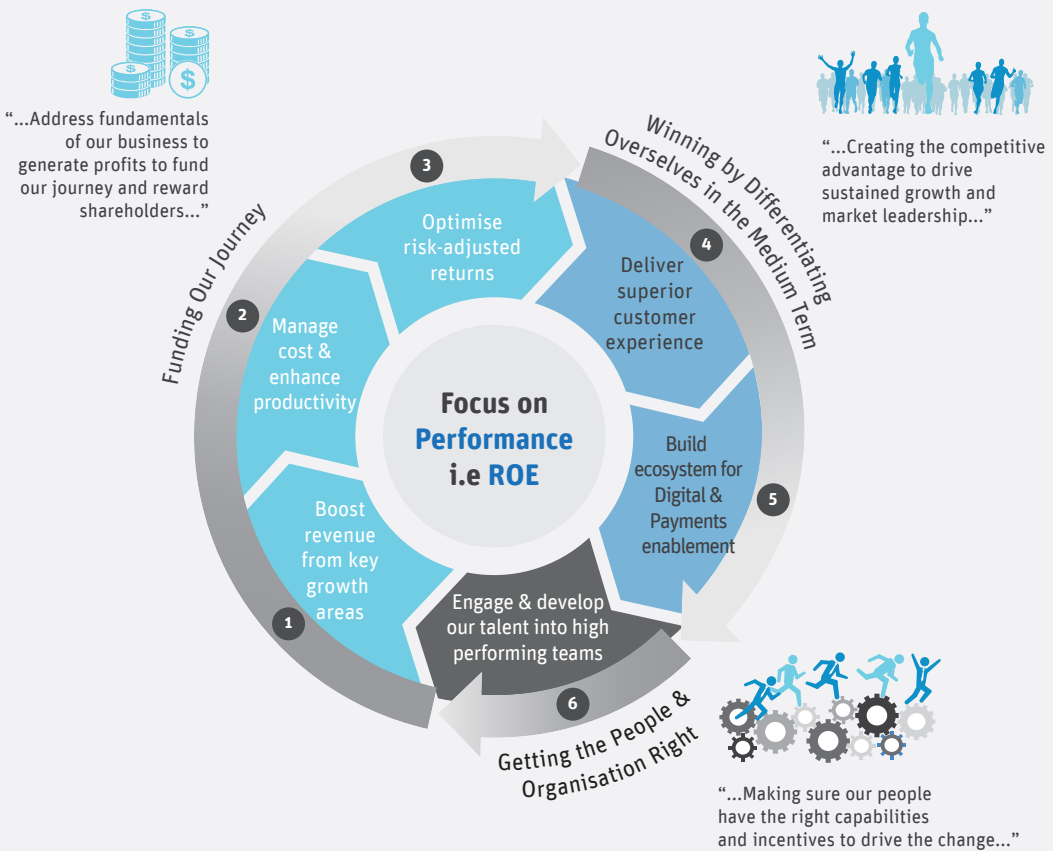 $
$
$
$
"...Address fundamentals
of our business to
generate profits to fund
our journey and reward
shareholders..."
"...Creating the competitive
advantage to drive
sustained growth and
market leadership..."
Funding Our Journey
Winning by Differentiating
Overselves in the Medium Term
1
Boost
revenue
from key
growth
areas
2
Manage
cost &
enhance
productivity
3
Optimise
risk-adjusted
returns
4
Deliver
superior
customer
experience
5
Build
ecosystem for
Digital &
Payments
enablement
6
Engage & develop
our talent into high
performing teams
Focus on
Performance
i.e ROE
Getting the People &
Organisation Right
"...Making sure our people
have the right capabilities
and incentives to drive the change..."